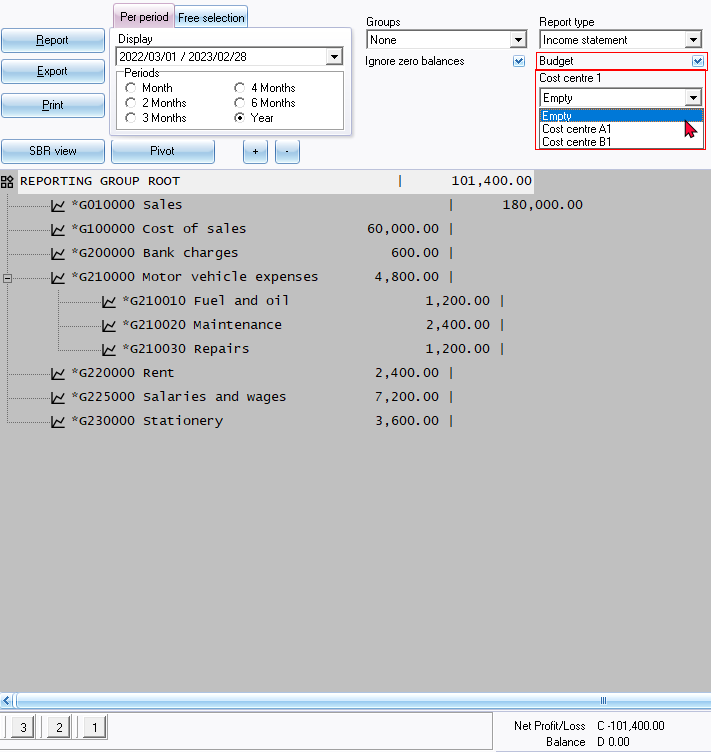 Report
Export
Print
SBR view
Pivot
+
-
Per period
Free selection
Display
2022/03/01 / 2023/02/28
Periods
Month
2 Months
3 Months
4 Months
6 Months
Year
Groups
None
Ignore zero balances
Report type
Income statement
Budget
Cost centre 1
Empty
Empty
Cost centre A1
Cost centre B1
REPORTING GROUP ROOT | 101,400.00
*G010000 Sales | 180,000.00
*G100000 Cost of sales 60,000.00 |
*G200000 Bank charges 600.00 |
*G210000 Motor vehicle expenses 4,800.00 |
*G210010 Fuel and oil 1,200.00 |
*G210020 Maintenance 2,400.00 |
*G210030 Repairs 1,200.00 |
*G220000 Rent 2,400.00 |
*G225000 Salaries and wages 7,200.00 |
*G230000 Stationery 3,600.00 |
3 2 1
Net Profit/Loss C -101,400.00
Balance D 0.00